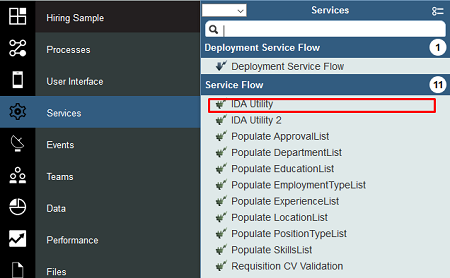 Hiring Sample
Processes
User Interface
Services
Events
Teams
Data
Performance
Files
Services
Deployment Service Flow 1
Deployment Service Flow
Service Flow 11
IDA Utility
IDA Utility 2
Populate ApprovalList
Populate DepartmentList
Populate EducationList
Populate EmploymentTypeList
Populate ExperienceList
Populate LocationList
Populate PositionTypeList
Populate SkillsList
Requisition CV Validation